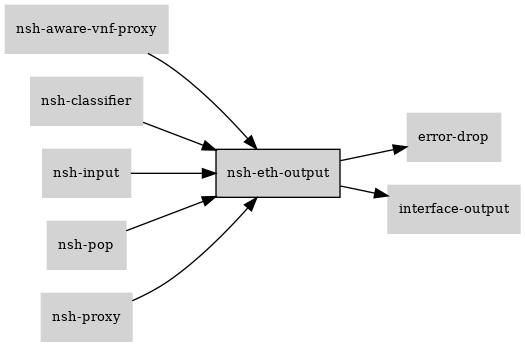 nsh-aware-vnf-proxy
nsh-classifier
nsh-input
nsh-pop
nsh-proxy
nsh-eth-output
error-drop
interface-output